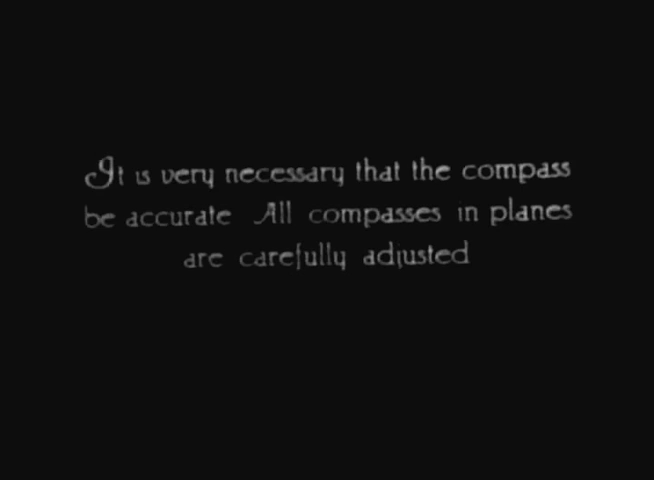 It is very necessary that the compass
be accurate All compasses in planes
are carefully adjusted